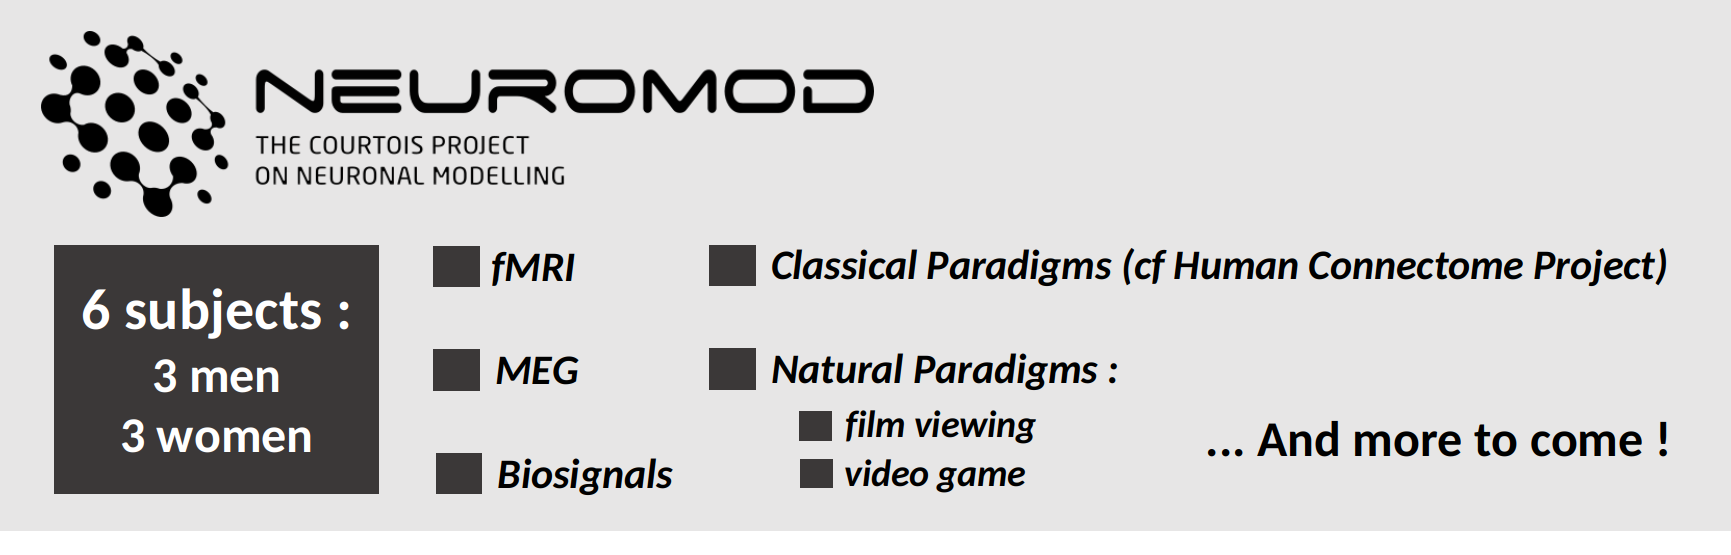 NEUROMOD
THE COURTOIS PROJECT
ON NEURONAL MODELLING
6 subjects :
3 men
3 women
fMRI
MEG
Biosignals
Classical Paradigms (cf Human Connectome Project)
Natural Paradigms :
film viewing
video game
... And more to come !